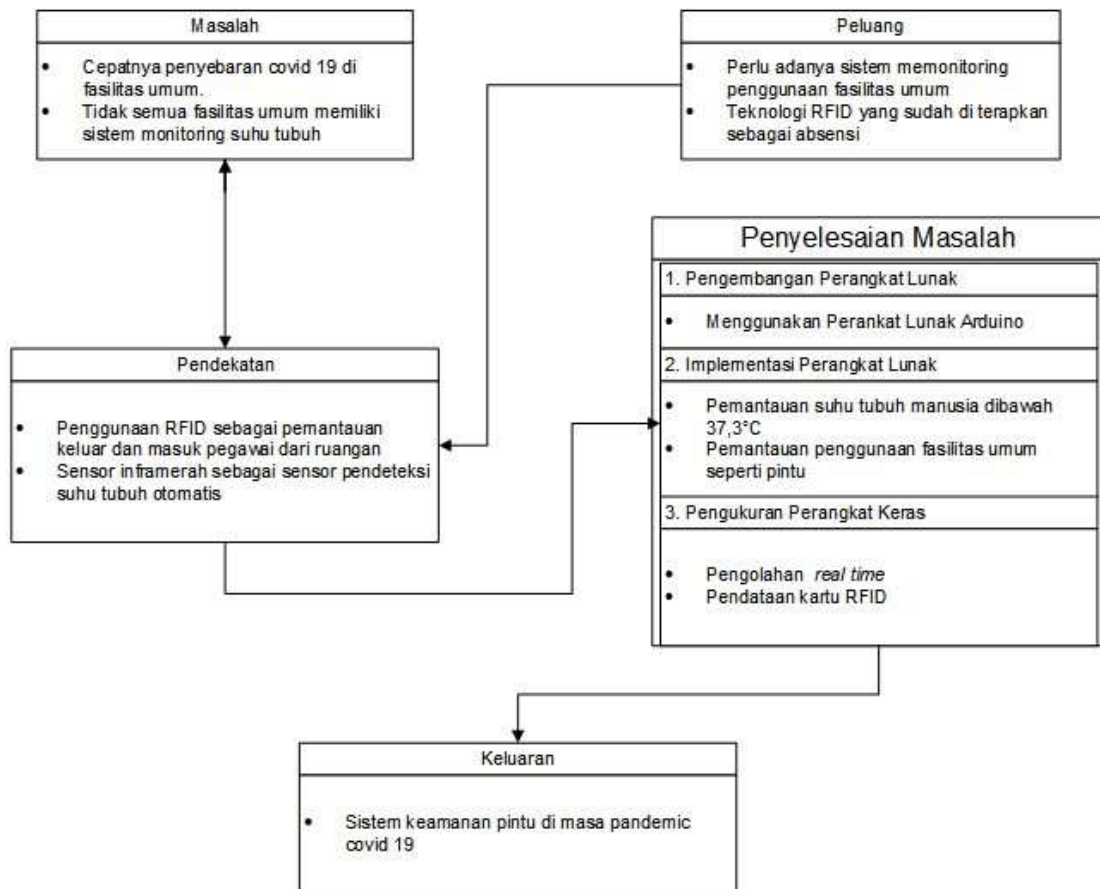 Masalah
• Cepatnya penyebaran covid 19 di
fasilitas umum.
• Tidak semua fasilitas umum memiliki
sistem monitoring suhu tubuh
Peluang
• Perlu adanya sistem memonitoring
penggunaan fasilitas umum
• Teknologi RFID yang sudah di terapkan
sebagai absensi
Pendekatan
• Penggunaan RFID sebagai pemantauan
keluar dan masuk pegawai dari ruangan
• Sensor inframerah sebagai sensor pendeteksi
suhu tubuh otomatis
Penyelesaian Masalah
1. Pengembangan Perangkat Lunak
• Menggunakan Perankat Lunak Arduino
2. Implementasi Perangkat Lunak
• Pemantauan suhu tubuh manusia dibawah
37,3°C
• Pemantauan penggunaan fasilitas umum
seperti pintu
3. Pengukuran Perangkat Keras
• Pengolahan real time
• Pendataan kartu RFID
Keluaran
• Sistem keamanan pintu di masa pandemic
covid 19